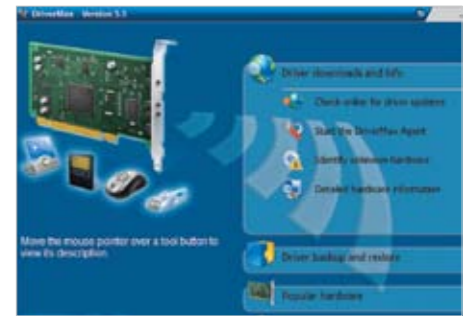 DriverMax Version 5.5
Driver downloads and info
Check online for driver updates
Start the DriverMax Agent
Identify unknown hardware
Detailed hardware information
Move the mouse pointer over a tool button to
view its description.
Driver backup and restore
Popular hardware